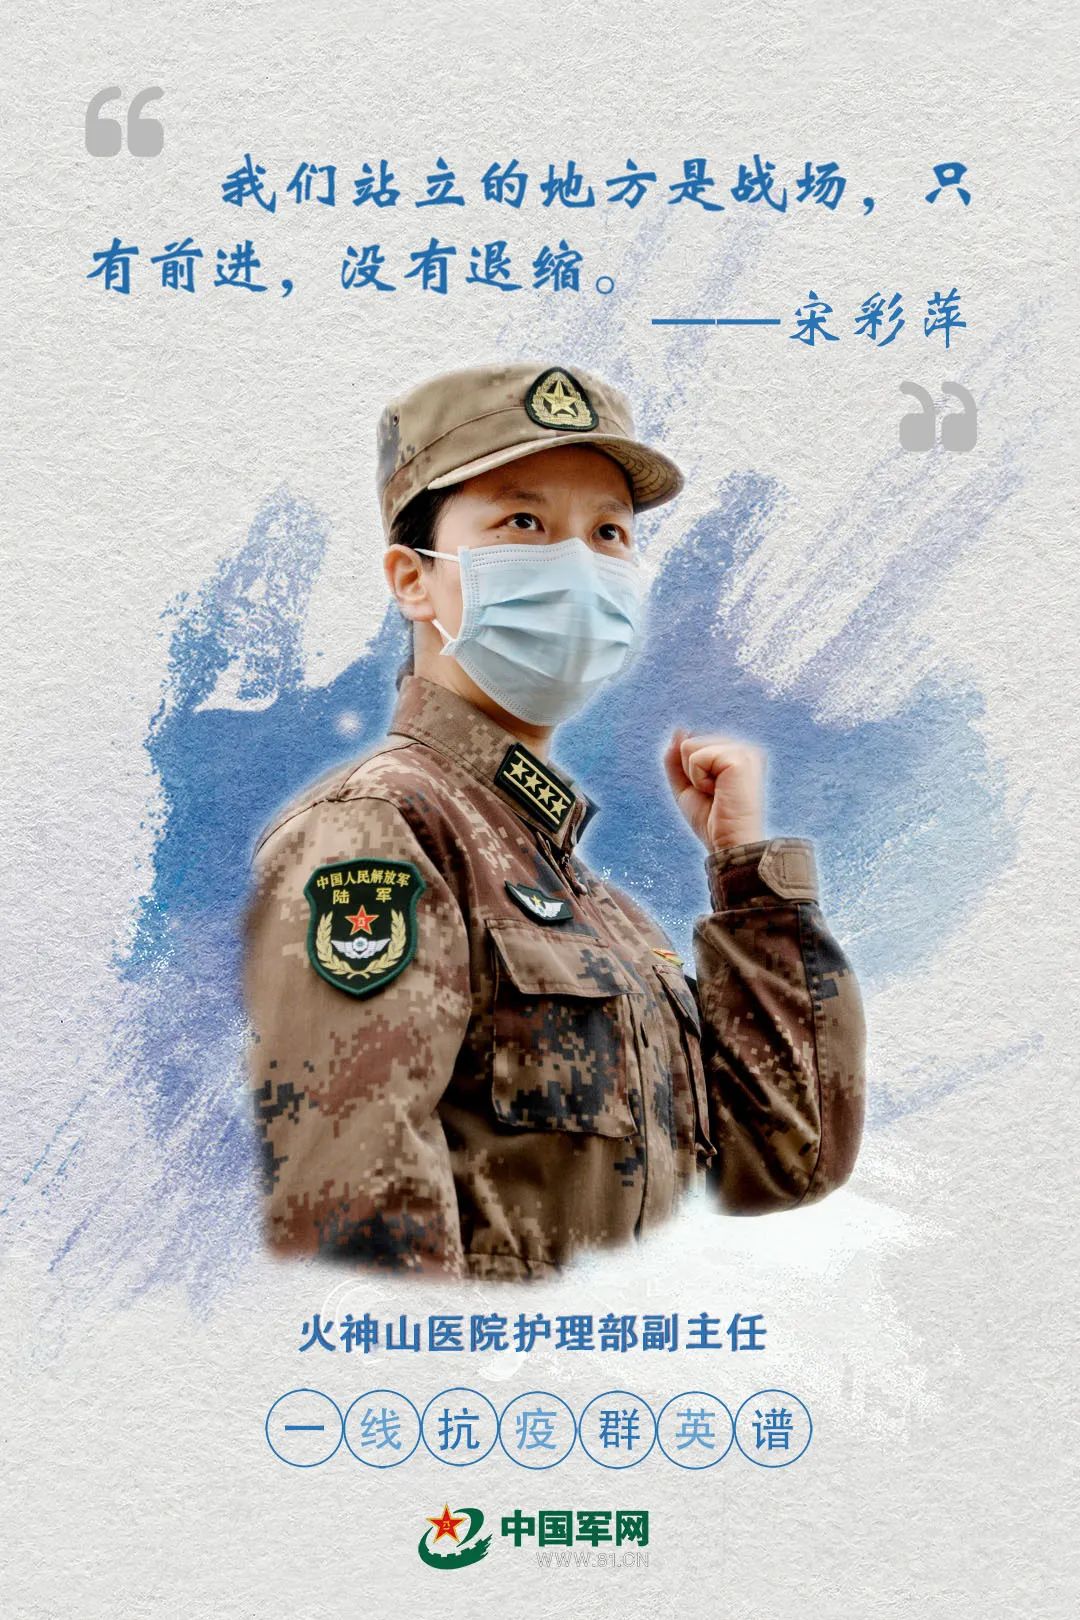 我们站立的地方是战场，只
有前进，没有退缩。
——宋彩萍
中国人民解放军
陆军
火神山医院护理部副主任
一线抗疫群英谱
中国军网
WWW.81.CN